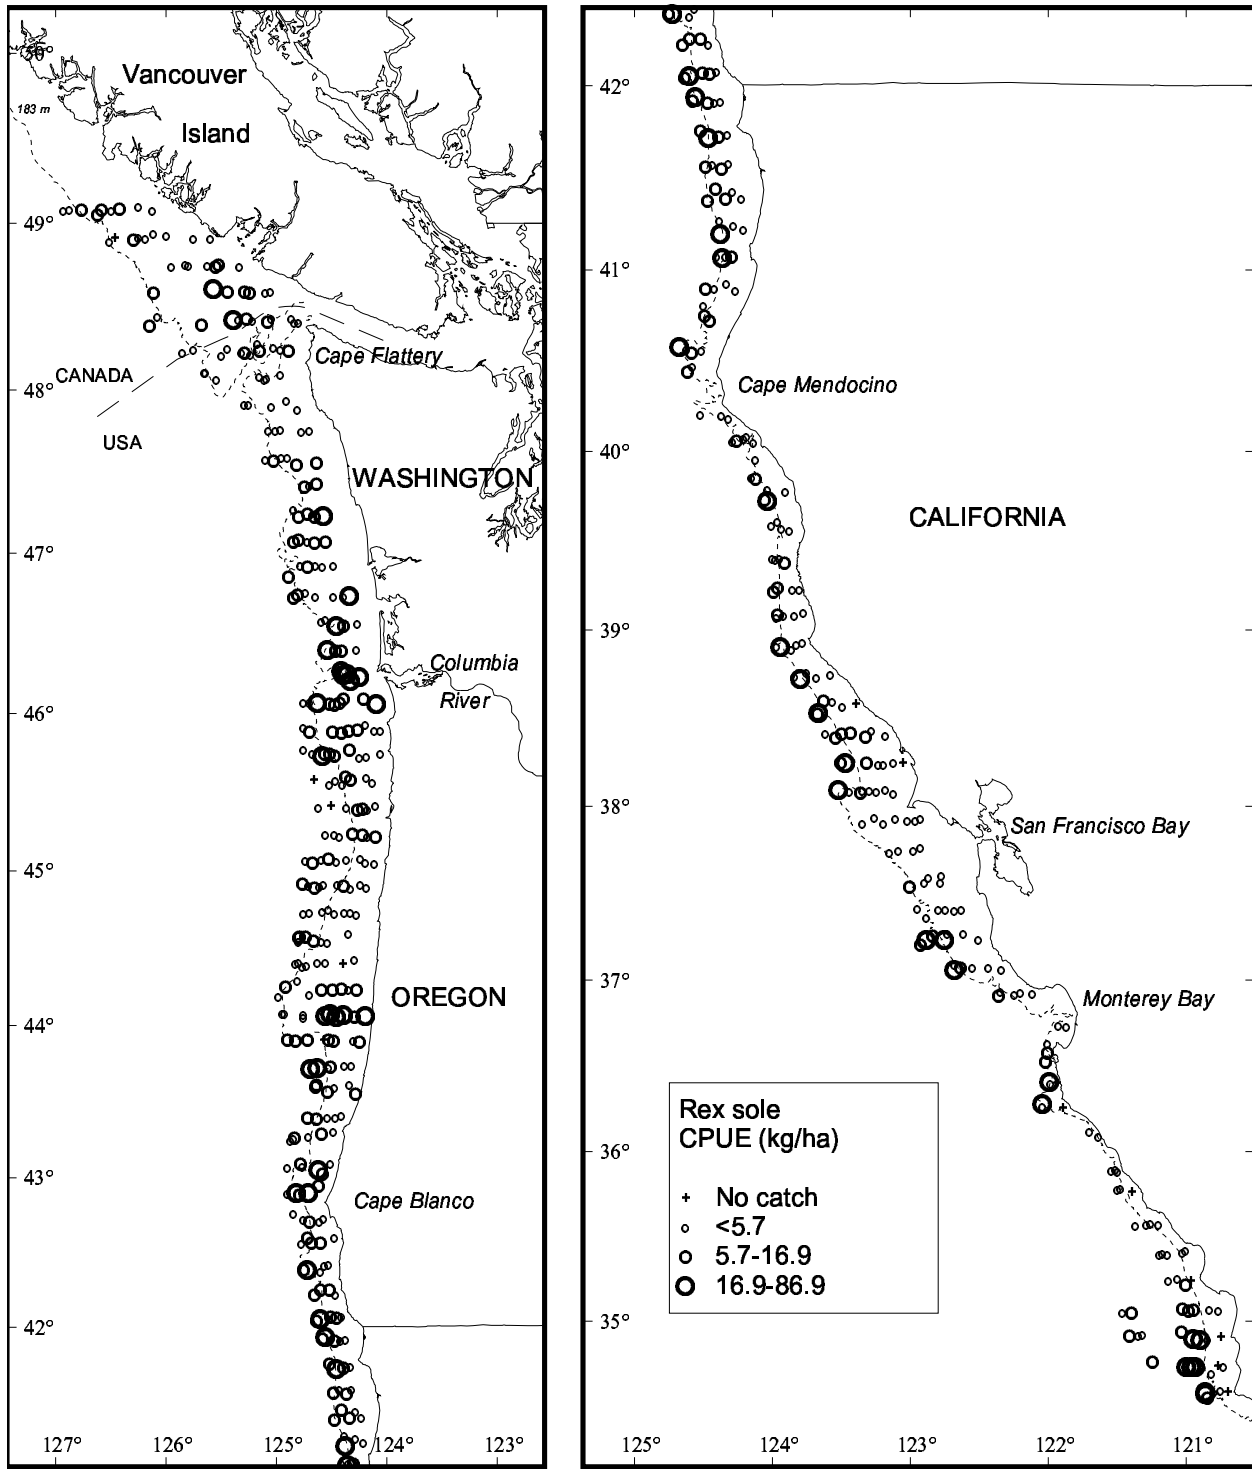 50°
Vancouver
Island
183 m
49°
Cape Flattery
CANADA
48°
USA
WASHINGTON
47°
Columbia
River
46°
45°
OREGON
44°
43°
Cape Blanco
42°
127°
126°
125°
124°
123°
42°
41°
Cape Mendocino
40°
CALIFORNIA
39°
38°
San Francisco Bay
37°
Monterey Bay
Rex sole
CPUE (kg/ha)
+ No catch
<5.7
5.7-16.9
16.9-86.9
36°
35°
125°
124°
123°
122°
121°